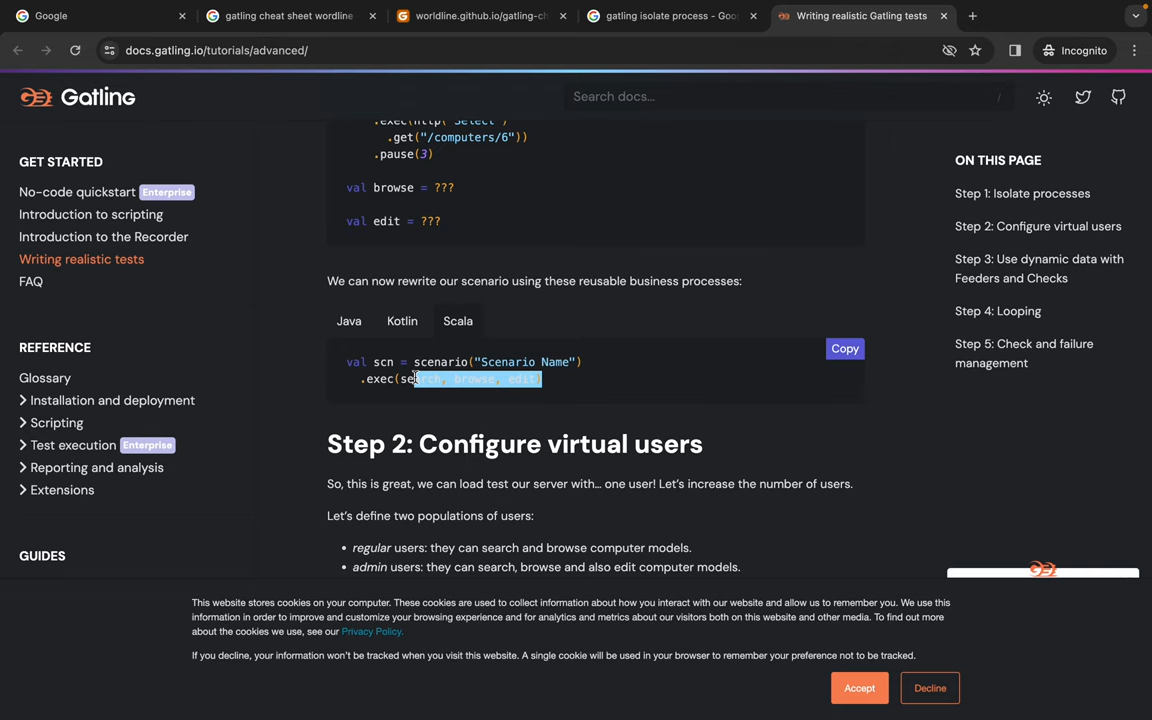 Google
gatling cheat sheet wordline
worldline.github.io/gatling-ch
gatling isolate process - Goo
Writing realistic Gatling tests
docs.gatling.io/tutorials/advanced/
Incognito
Gatling
Search docs...
/
GET STARTED
No-code quickstart Enterprise
Introduction to scripting
Introduction to the Recorder
Writing realistic tests
FAQ
REFERENCE
Glossary
Installation and deployment
Scripting
Test execution Enterprise
Reporting and analysis
Extensions
GUIDES
.exec(http("Select")
.get("/computers/6"))
.pause(3)
val browse = ???
val edit = ???
We can now rewrite our scenario using these reusable business processes:
Java Kotlin Scala
Copy
val scn = scenario("Scenario Name")
.exec(search, browse, edit)
Step 2: Configure virtual users
So, this is great, we can load test our server with… one user! Let's increase the number of users.
Let's define two populations of users:
• regular users: they can search and browse computer models.
• admin users: they can search, browse and also edit computer models.
ON THIS PAGE
Step 1: Isolate processes
Step 2: Configure virtual users
Step 3: Use dynamic data with
Feeders and Checks
Step 4: Looping
Step 5: Check and failure
management
This website stores cookies on your computer. These cookies are used to collect information about how you interact with our website and allow us to remember you. We use this
information in order to improve and customize your browsing experience and for analytics and metrics about our visitors both on this website and other media. To find out more
about the cookies we use, see our Privacy Policy.
If you decline, your information won't be tracked when you visit this website. A single cookie will be used in your browser to remember your preference not to be tracked.
Accept
Decline